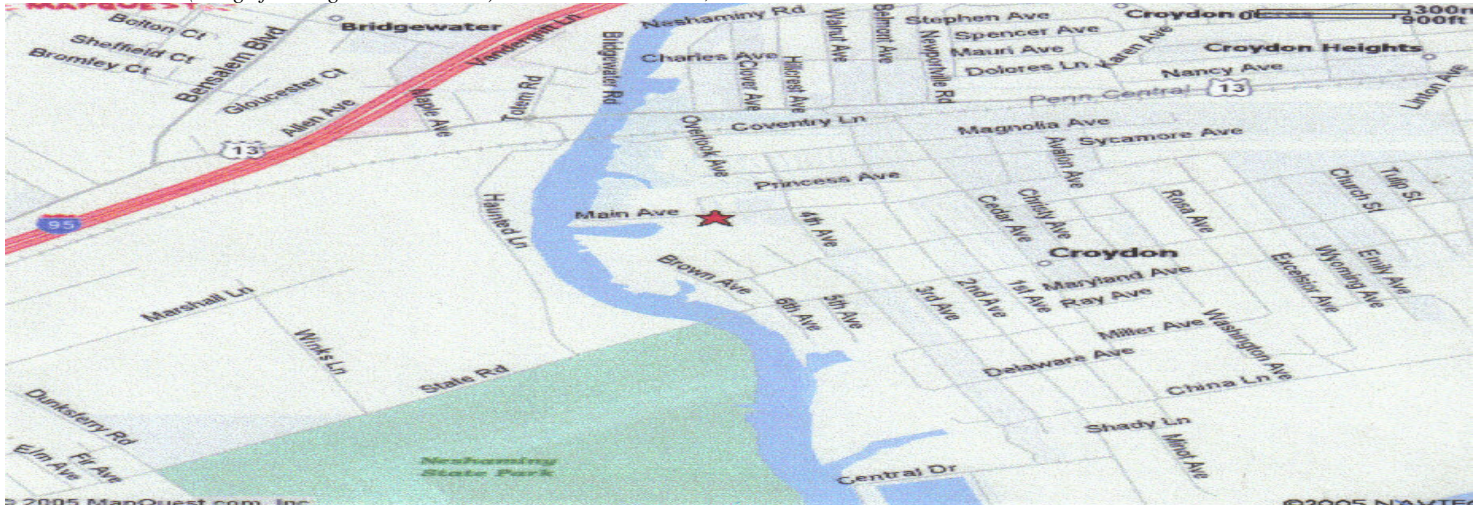 MAPQUEST
Bolton Ct
Bridgewater
Vandergrift Ln
Neshaminy Rd
Walnut Ave
Belmont Ave
Stephen Ave
Croydon
300m
900ft
Sheffield Ct
Bensalem Blvd
Bridgewater Rd
Charles Ave
Newportville Rd
Spencer Ave
Mauri Ave
Karen Ave
Croydon Heights
Bromley Ct
Gloucester Ct
Clover Ave
Hillcrest Ave
Dolores Ln
Nancy Ave
Linton Ave
Allen Ave
Maple Ave
Totem Rd
Penn Central
13
13
Overlook Ave
Coventry Ln
Magnolia Ave
Sycamore Ave
Avalon Ave
Princess Ave
Church St
Tulip St
95
Haunted Ln
Main Ave
4th Ave
Cedar Ave
Christy Ave
Rosa Ave
Croydon
Brown Ave
Maryland Ave
Excelsior Ave
Wyoming Ave
Emily Ave
Marshall Ln
6th Ave
5th Ave
3rd Ave
2nd Ave
1st Ave
Ray Ave
Winks Ln
Miller Ave
Washington Ave
State Rd
Delaware Ave
China Ln
Dunksferry Rd
Shady Ln
Minot Ave
Elm Ave
Fir Ave
Neshaminy
State Park
Central Dr
© 2005 MapQuest.com, Inc
©2005 NAVTEQ